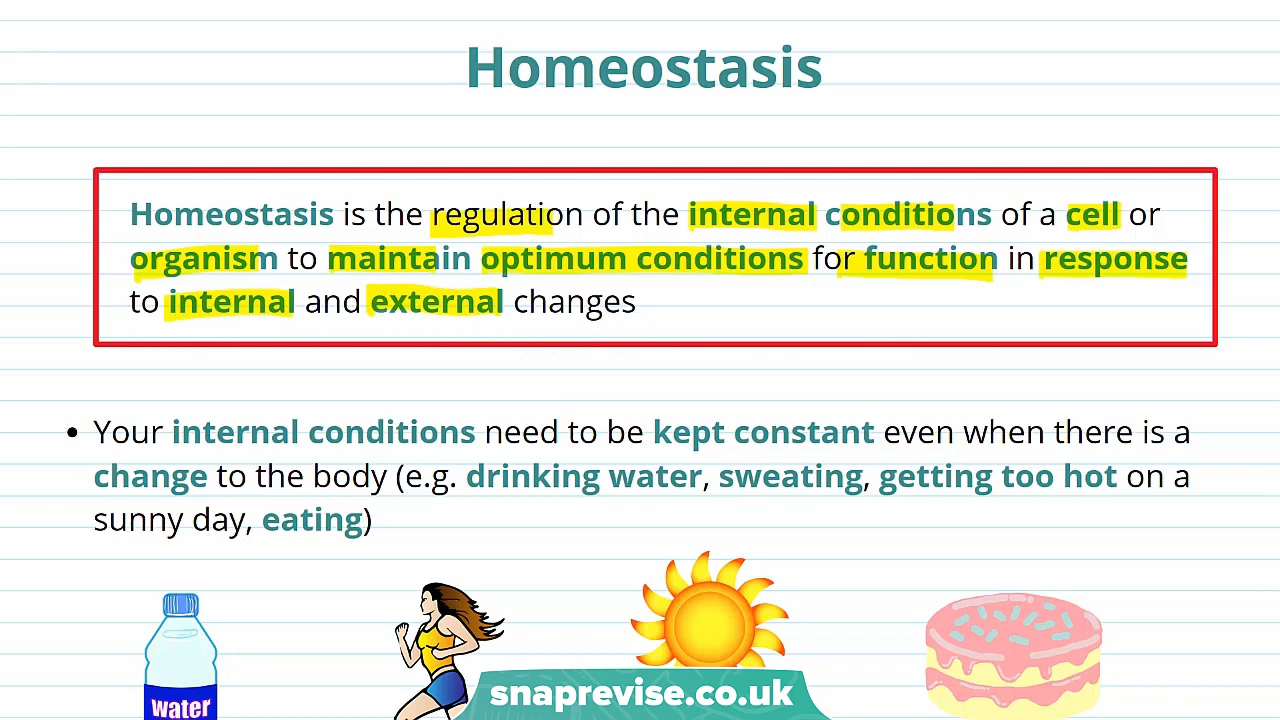 Homeostasis
Homeostasis is the regulation of the internal conditions of a cell or
organism to maintain optimum conditions for function in response
to internal and external changes
• Your internal conditions need to be kept constant even when there is a
change to the body (e.g. drinking water, sweating, getting too hot on a
sunny day, eating)
water
snaprevise.co.uk